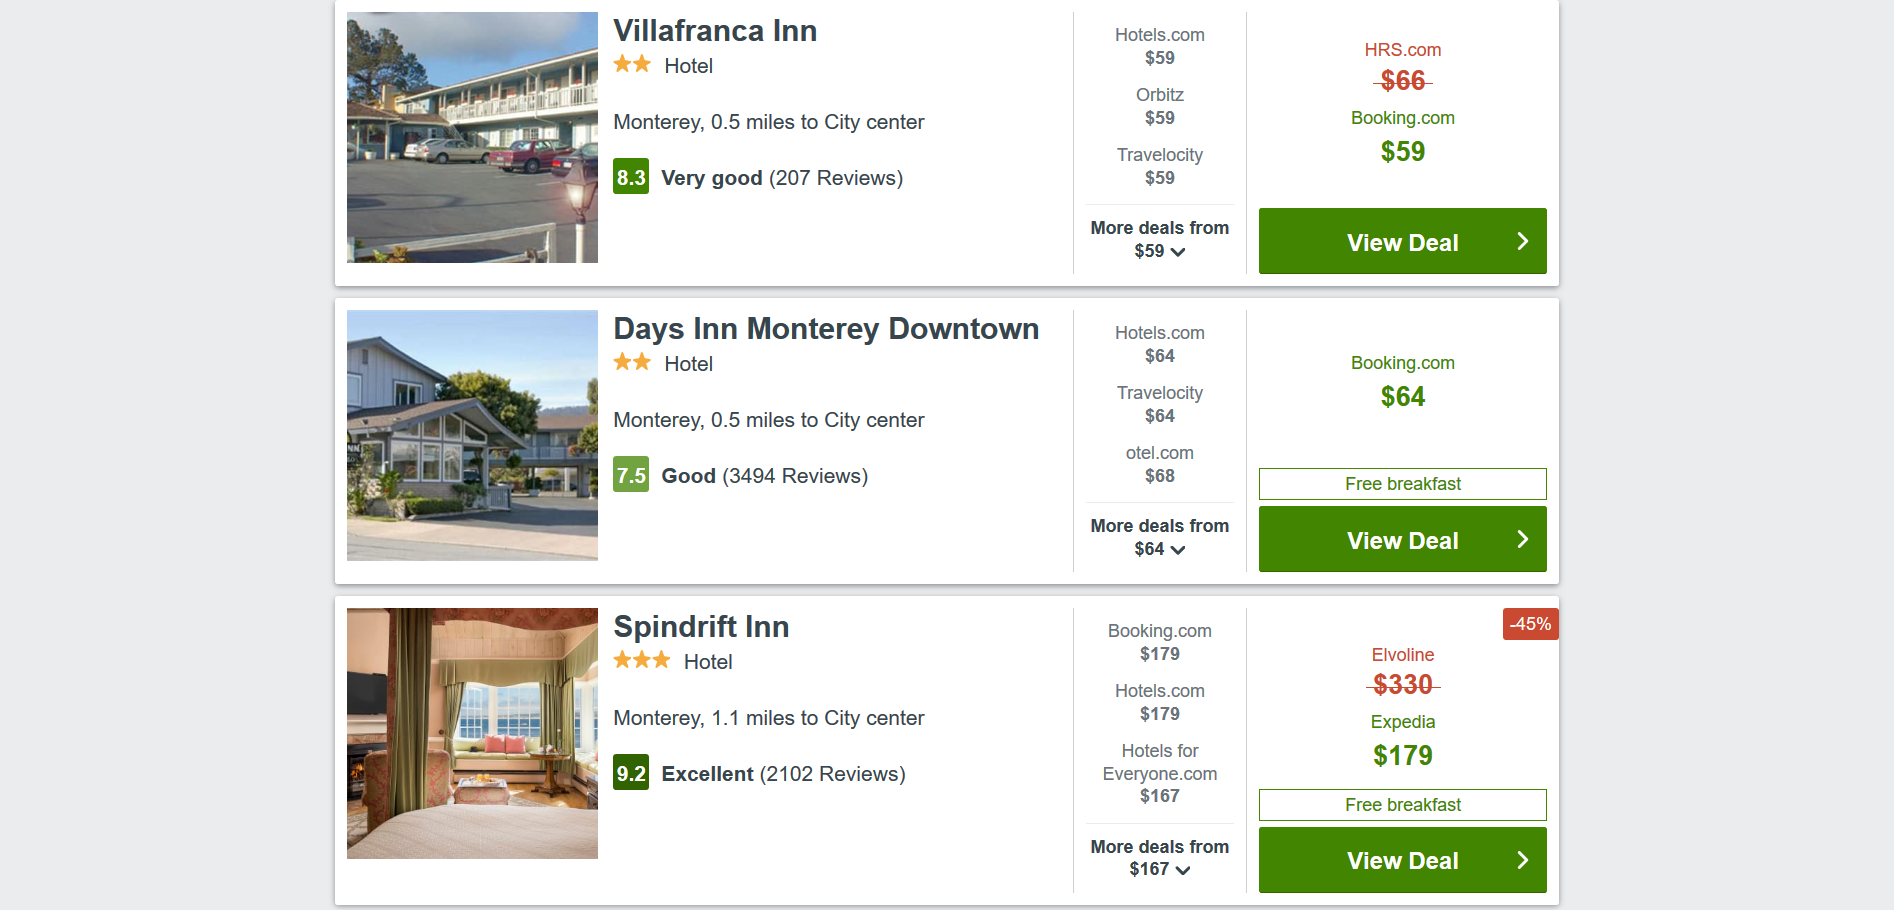 Villafranca Inn
Hotel
Monterey, 0.5 miles to City center
8.3 Very good (207 Reviews)
Hotels.com
$59
Orbitz
$59
Travelocity
$59
More deals from
$59
HRS.com
$66
Booking.com
$59
View Deal
Days Inn Monterey Downtown
Hotel
Monterey, 0.5 miles to City center
7.5 Good (3494 Reviews)
Hotels.com
$64
Travelocity
$64
otel.com
$68
More deals from
$64
Booking.com
$64
Free breakfast
View Deal
Spindrift Inn
Hotel
Monterey, 1.1 miles to City center
9.2 Excellent (2102 Reviews)
Booking.com
$179
Hotels.com
$179
Hotels for
Everyone.com
$167
More deals from
$167
-45%
Elvoline
$330
Expedia
$179
Free breakfast
View Deal